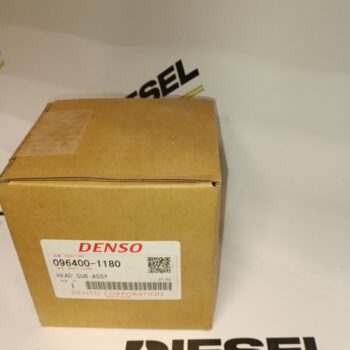 DIESEL
DENSO
096400-1180
HEAD SUB ASSY
1
DENSO CORPORATION
DIESEL